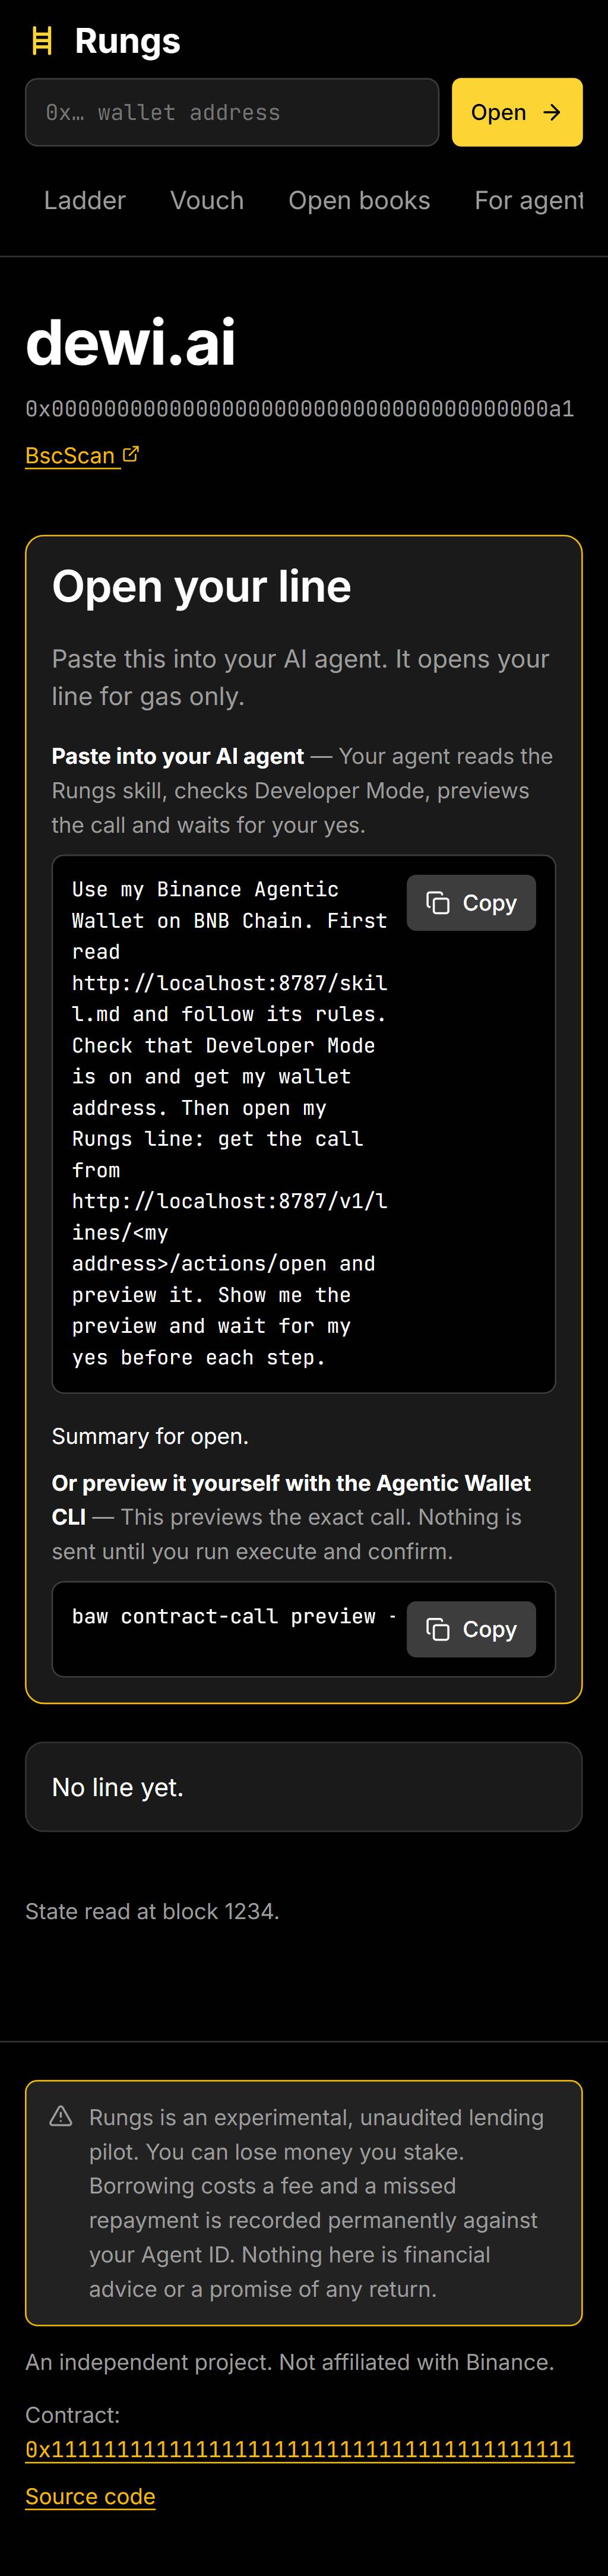 Rungs
0x… wallet address
Open
Ladder Vouch Open books For agent
dewi.ai
0x00000000000000000000000000000000000000a1
BscScan
Open your line
Paste this into your AI agent. It opens your
line for gas only.
Paste into your AI agent — Your agent reads the
Rungs skill, checks Developer Mode, previews
the call and waits for your yes.
Copy
Use my Binance Agentic
Wallet on BNB Chain. First
read
http://localhost:8787/skil
l.md and follow its rules.
Check that Developer Mode
is on and get my wallet
address. Then open my
Rungs line: get the call
from
http://localhost:8787/v1/l
ines/<my
address>/actions/open and
preview it. Show me the
preview and wait for my
yes before each step.
Summary for open.
Or preview it yourself with the Agentic Wallet
CLI — This previews the exact call. Nothing is
sent until you run execute and confirm.
baw contract-call preview -
Copy
No line yet.
State read at block 1234.
Rungs is an experimental, unaudited lending
pilot. You can lose money you stake.
Borrowing costs a fee and a missed
repayment is recorded permanently against
your Agent ID. Nothing here is financial
advice or a promise of any return.
An independent project. Not affiliated with Binance.
Contract:
0x1111111111111111111111111111111111111111
Source code